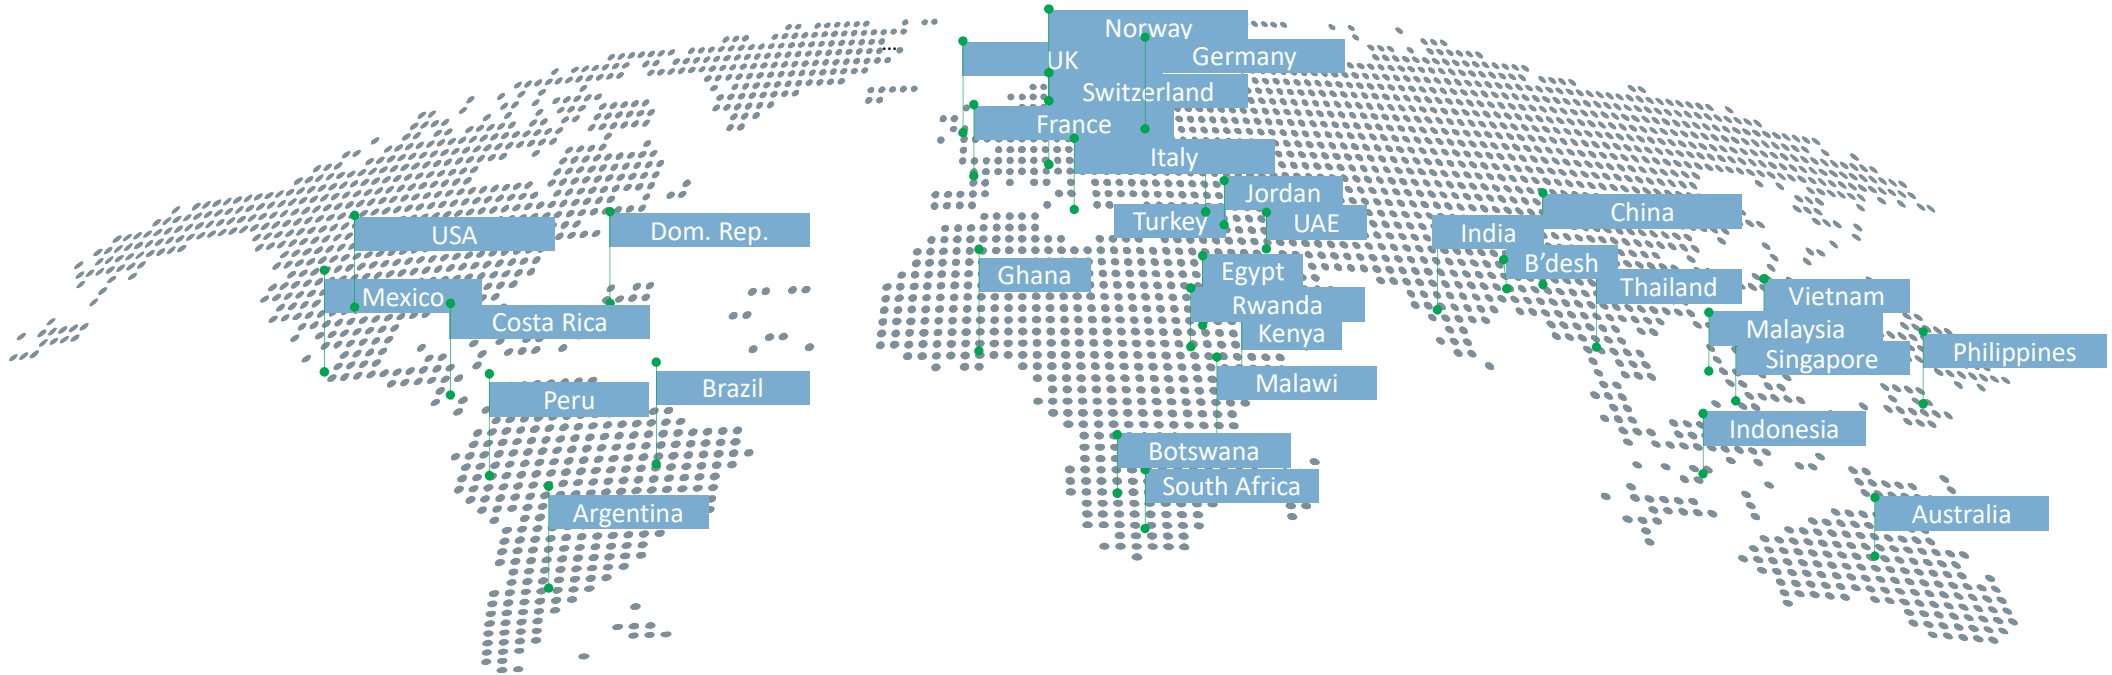 Norway
...
UK
Germany
Switzerland
France
Italy
Jordan
Turkey
UAE
China
India
B'desh
Thailand
Vietnam
Malaysia
Singapore
Philippines
Indonesia
Australia
USA
Dom. Rep.
Mexico
Costa Rica
Peru
Brazil
Argentina
Ghana
Egypt
Rwanda
Kenya
Malawi
Botswana
South Africa